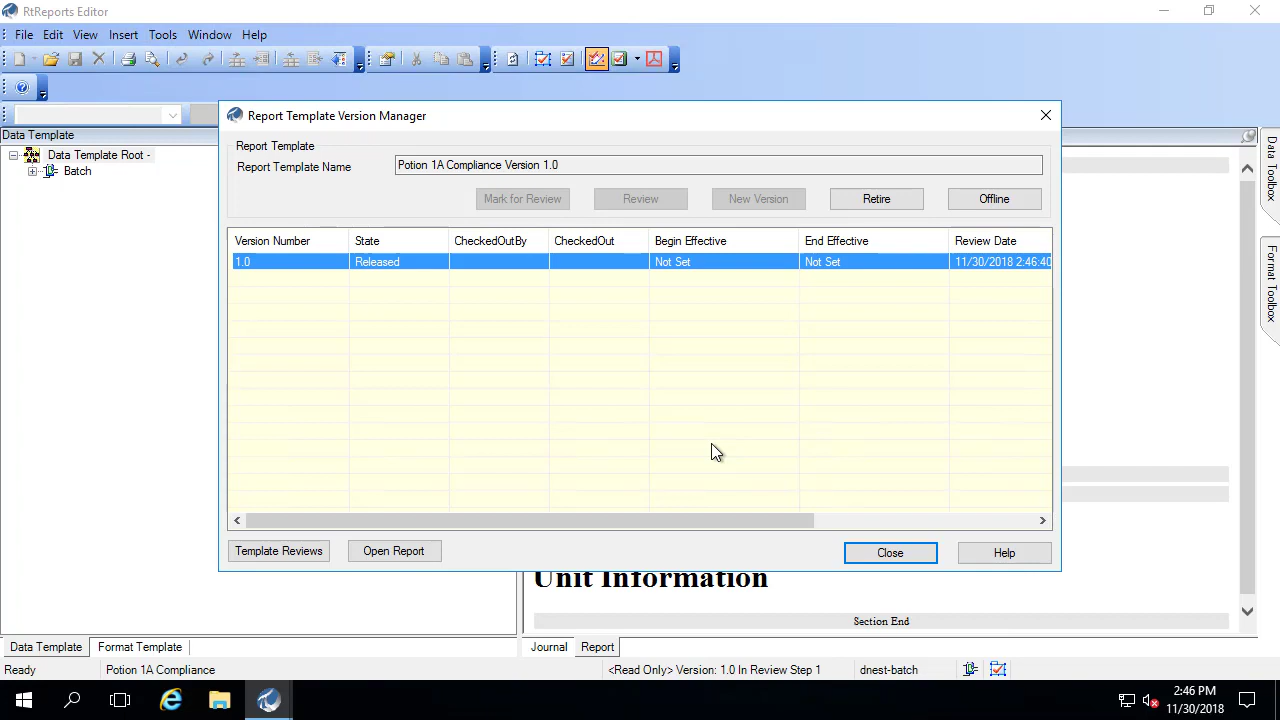 RtReports Editor
File Edit View Insert Tools Window Help
Report Template Version Manager
Data Template
Data Template Root -
Batch
Report Template
Report Template Name Potion 1A Compliance Version 1.0
Mark for Review Review New Version Retire Offline
Version Number State CheckedOutBy CheckedOut Begin Effective End Effective Review Date
1.0 Released Not Set Not Set 11/30/2018 2:46:40
Template Reviews Open Report Close Help
Data Toolbox
Format Toolbox
Unit Information
Section End
Data Template Format Template Journal Report
Ready Potion 1A Compliance <Read Only> Version: 1.0 In Review Step 1 dnest-batch
2:46 PM
11/30/2018